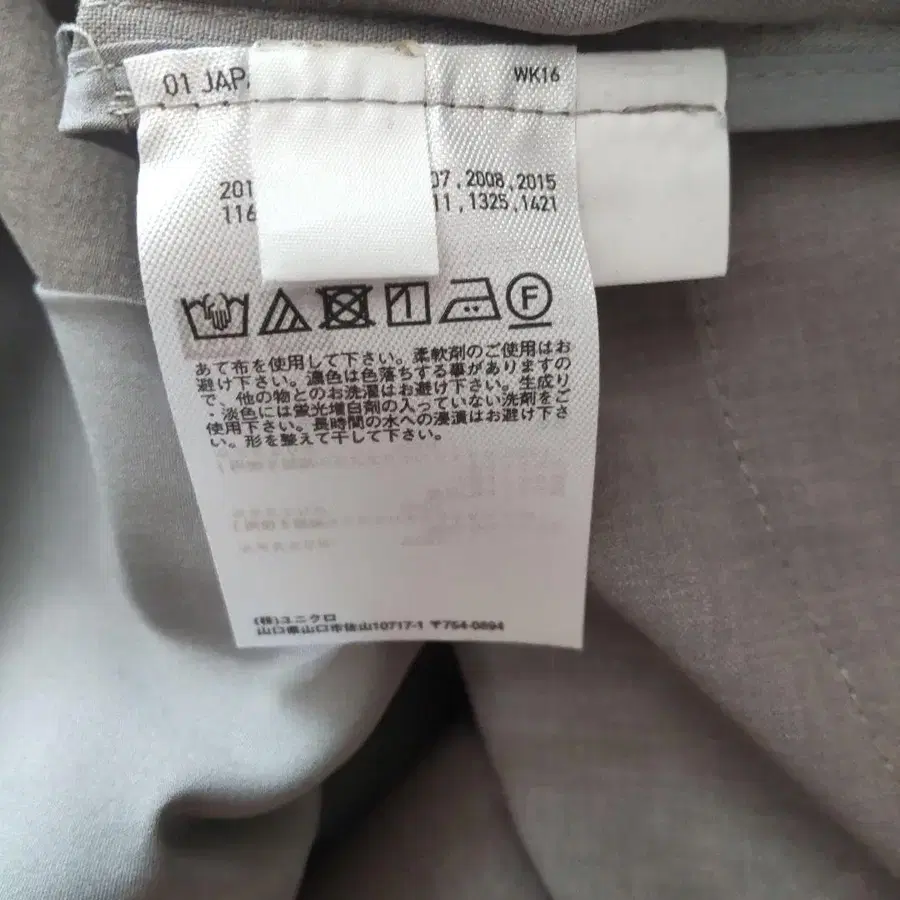 01 JAPA
WK16
201
07,2008,2015
116
11,1325,1421
F
あて布を使用して下さい。柔軟剤のご使用はお
避け下さい。濃色は色落ちする事がありますの
で、他の物とのお洗濯はお避け下さい。生成り
・淡色には蛍光増白剤の入っていない洗剤をご
使用下さい。長時間の水への浸漬はお避け下さ
い。形を整えて干して下さい。
(株)ユニクロ
山口県山口市佐山10717-1 〒754-0894